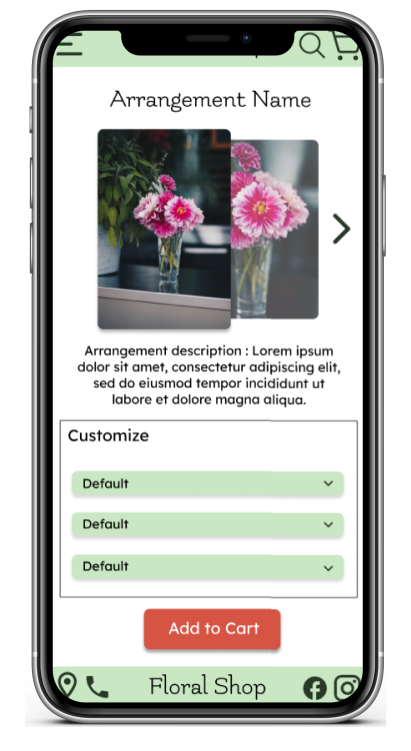 Arrangement Name
Arrangement description : Lorem ipsum
dolor sit amet, consectetur adipiscing elit,
sed do eiusmod tempor incididunt ut
labore et dolore magna aliqua.
Customize
Default
Default
Default
Add to Cart
Floral Shop